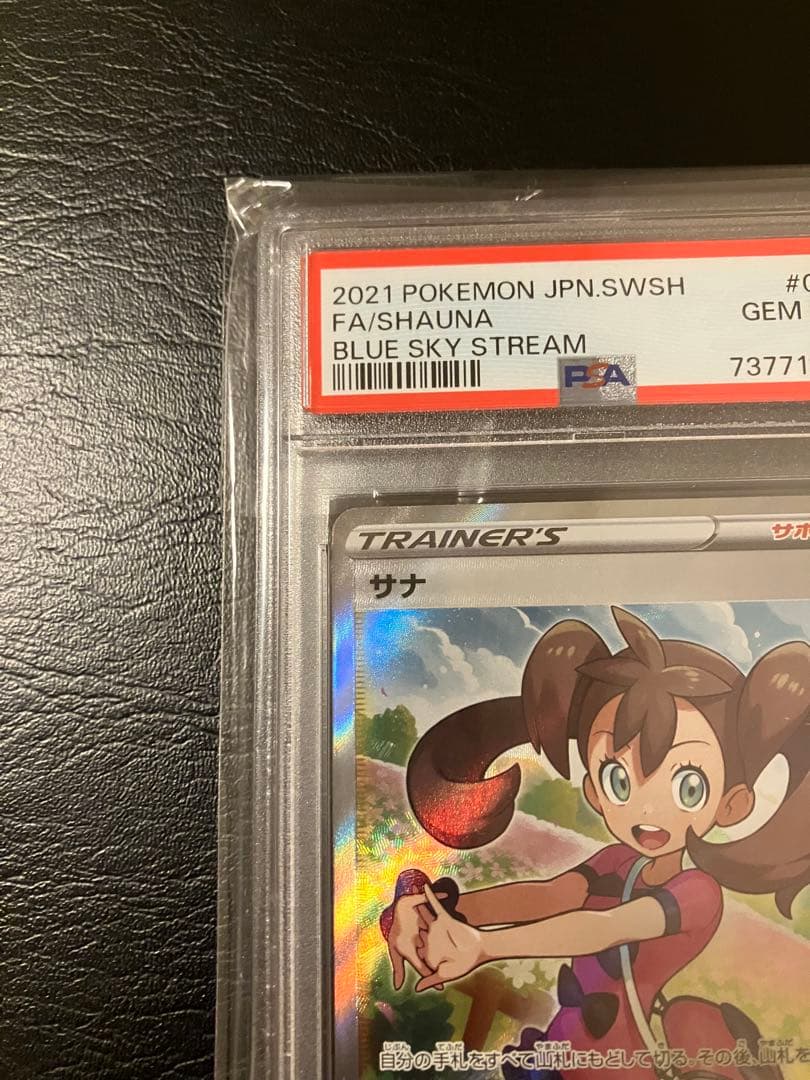 2021 POKEMON JPN.SWSH
FA/SHAUNA
GEM
BLUE SKY STREAM
PSA
73771
TRAINER'S
サポ
サナ
自分の手札をすべて山札にもどして切る。その後、山札